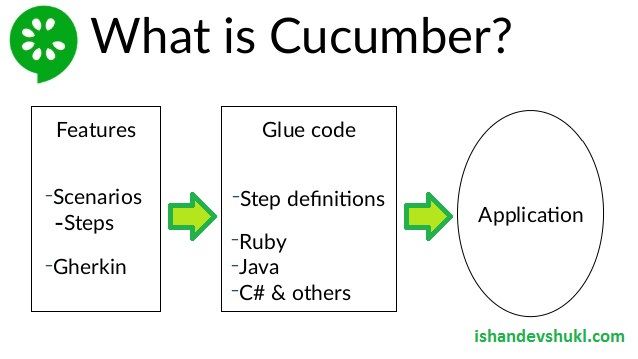 What is Cucumber?
Features
-Scenarios
-Steps
-Gherkin
Glue code
-Step definitions
-Ruby
-Java
-C# & others
Application
ishandevshukl.com